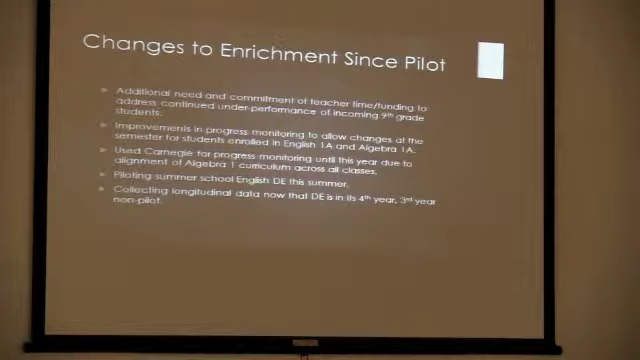 Changes to Enrichment Since Pilot
Additional need and commitment of teacher time/funding to
address continued under-performance of incoming 9th grade
students.
Improvements in progress monitoring to allow changes at the
semester for students enrolled in English 1A and Algebra 1A.
Used Carnegie for progress monitoring until this year due to
alignment of Algebra 1 curriculum across all classes.
Piloting summer school English DE this summer.
Collecting longitudinal data now that DE is in its 4th year, 3rd year
non-pilot.